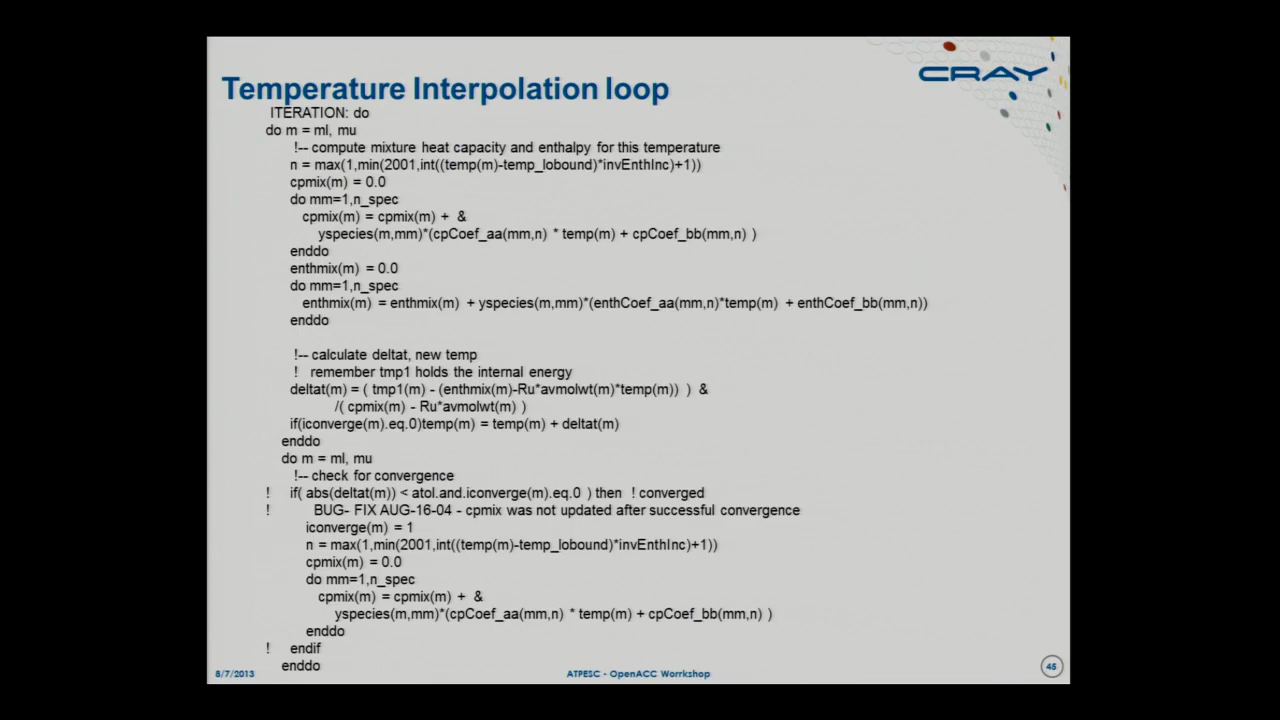 CRAY
Temperature Interpolation loop
ITERATION: do
do m = ml, mu
!-- compute mixture heat capacity and enthalpy for this temperature
n = max(1,min(2001,int((temp(m)-temp_lobound)*invEnthInc)+1))
cpmix(m) = 0.0
do mm=1,n_spec
cpmix(m) = cpmix(m) + &
yspecies(m,mm)*(cpCoef_aa(mm,n) * temp(m) + cpCoef_bb(mm,n) )
enddo
enthmix(m) = 0.0
do mm=1,n_spec
enthmix(m) = enthmix(m) + yspecies(m,mm)*(enthCoef_aa(mm,n)*temp(m) + enthCoef_bb(mm,n))
enddo
!-- calculate deltat, new temp
! remember tmp1 holds the internal energy
deltat(m) = ( tmp1(m) - (enthmix(m)-Ru*avmolwt(m)*temp(m)) ) &
/( cpmix(m) - Ru*avmolwt(m) )
if(iconverge(m).eq.0)temp(m) = temp(m) + deltat(m)
enddo
do m = ml, mu
!-- check for convergence
! if( abs(deltat(m)) < atol.and.iconverge(m).eq.0 ) then ! converged
! BUG- FIX AUG-16-04 - cpmix was not updated after successful convergence
iconverge(m) = 1
n = max(1,min(2001,int((temp(m)-temp_lobound)*invEnthInc)+1))
cpmix(m) = 0.0
do mm=1,n_spec
cpmix(m) = cpmix(m) + &
yspecies(m,mm)*(cpCoef_aa(mm,n) * temp(m) + cpCoef_bb(mm,n) )
enddo
! endif
enddo
8/7/2013
ATPESC - OpenACC Worrkshop
45